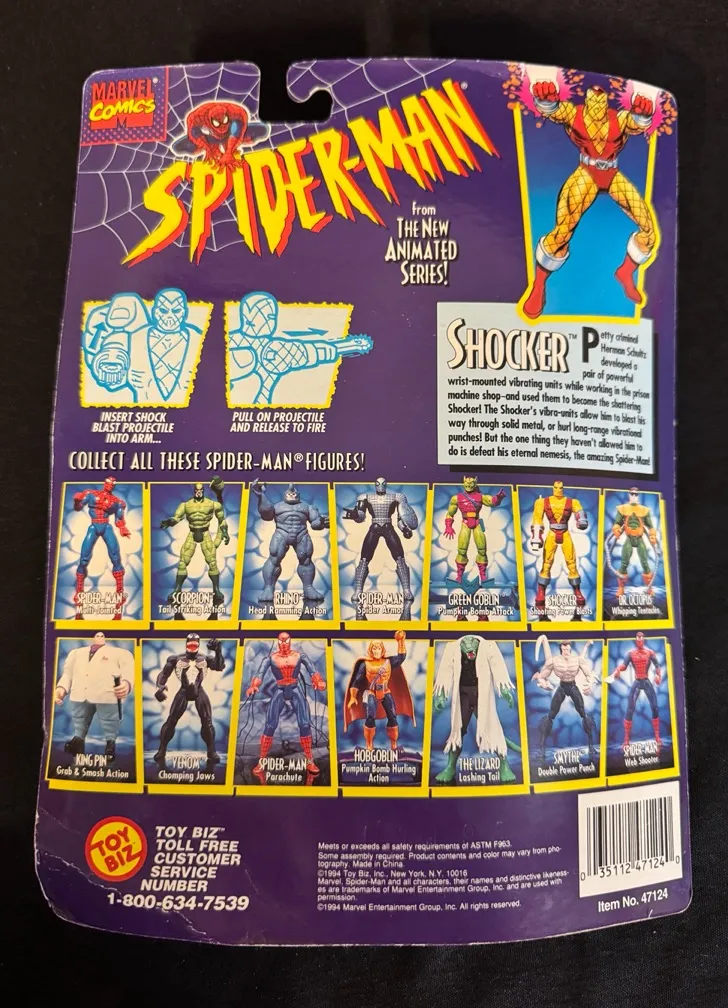 MARVEL
COMICS
M
SPIDER-MAN®
from
THE NEW
ANIMATED
SERIES!
INSERT SHOCK
BLAST PROJECTILE
INTO ARM...
PULL ON PROJECTILE
AND RELEASE TO FIRE
SHOCKER™
Petty criminal
Herman Schultz
developed a
pair of powerful
wrist-mounted vibrating units while working in the prison
machine shop-and used them to become the shattering
Shocker! The Shocker's vibra-units allow him to blast his
way through solid metal, or hurl long-range vibrational
punches! But the one thing they haven't allowed him to
do is defeat his eternal nemesis, the amazing Spider-Man!
COLLECT ALL THESE SPIDER-MAN® FIGURES!
SPIDER-MAN
Multi-Jointed
SCORPION
Tail Striking Action
RHINO
Head Ramming Action
SPIDER-MAN
Spider Armor
GREEN GOBLIN
Pumpkin Bomb Attack
SHOCKER
Shooting Power Blasts
DR. OCTOPUS
Whipping Tentacles
KINGPIN
Grab & Smash Action
VENOM
Chomping Jaws
SPIDER-MAN
Parachute
HOBGOBLIN
Pumpkin Bomb Hurling
Action
THE LIZARD
Lashing Tail
SMYTHE
Double Power Punch
SPIDER-MAN
Web Shooter
TOY
BIZ
TOY BIZ™
TOLL FREE
CUSTOMER
SERVICE
NUMBER
1-800-634-7539
Meets or exceeds all safety requirements of ASTM F963.
Some assembly required. Product contents and color may vary from pho-
tography. Made in China.
©1994 Toy Biz, Inc., New York, N.Y. 10016
Marvel, Spider-Man and all characters, their names and distinctive likeness-
es are trademarks of Marvel Entertainment Group, Inc. and are used with
permission.
©1994 Marvel Entertainment Group, Inc. All rights reserved.
0 35112 47124 0
Item No. 47124